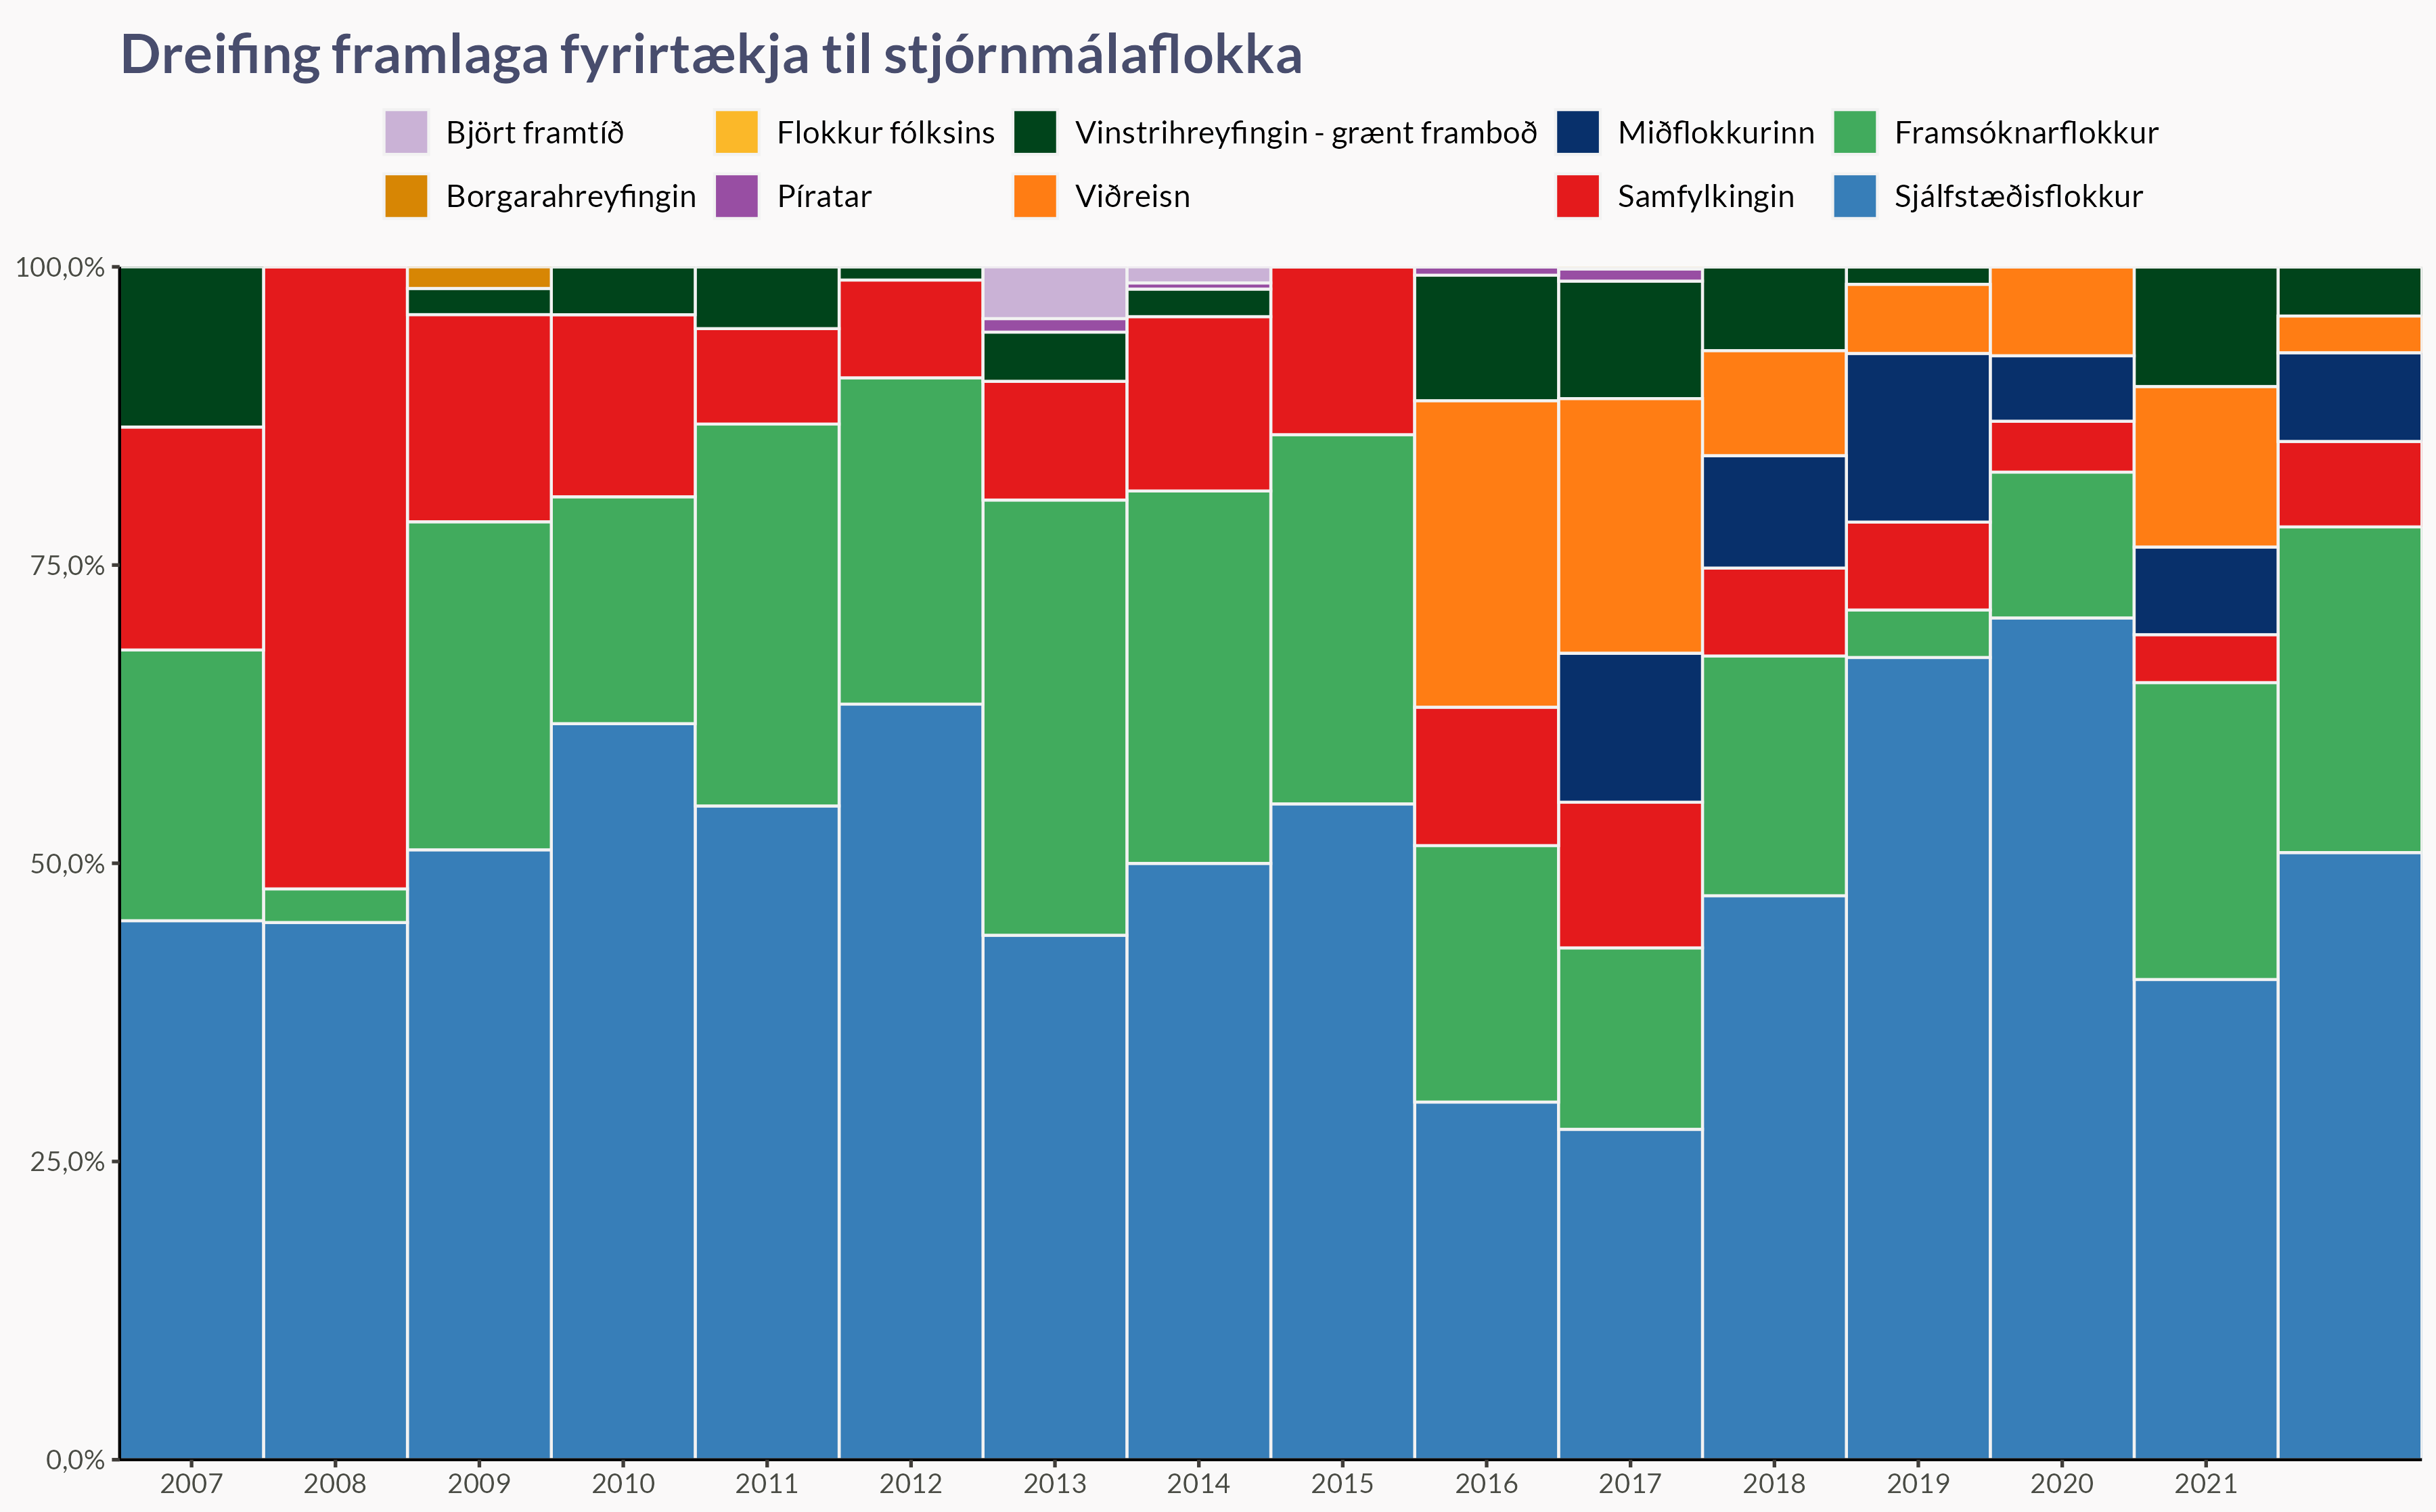 Dreifing framlaga fyrirtækja til stjórnmálaflokka
Björt framtíð Flokkur fólksins Vinstrihreyfingin - grænt framboð Miðflokkurinn Framsóknarflokkur
Borgarahreyfingin Píratar Viðreisn Samfylkingin Sjálfstæðisflokkur
100,0%
75,0%
50,0%
25,0%
0,0%
2007 2008 2009 2010 2011 2012 2013 2014 2015 2016 2017 2018 2019 2020 2021